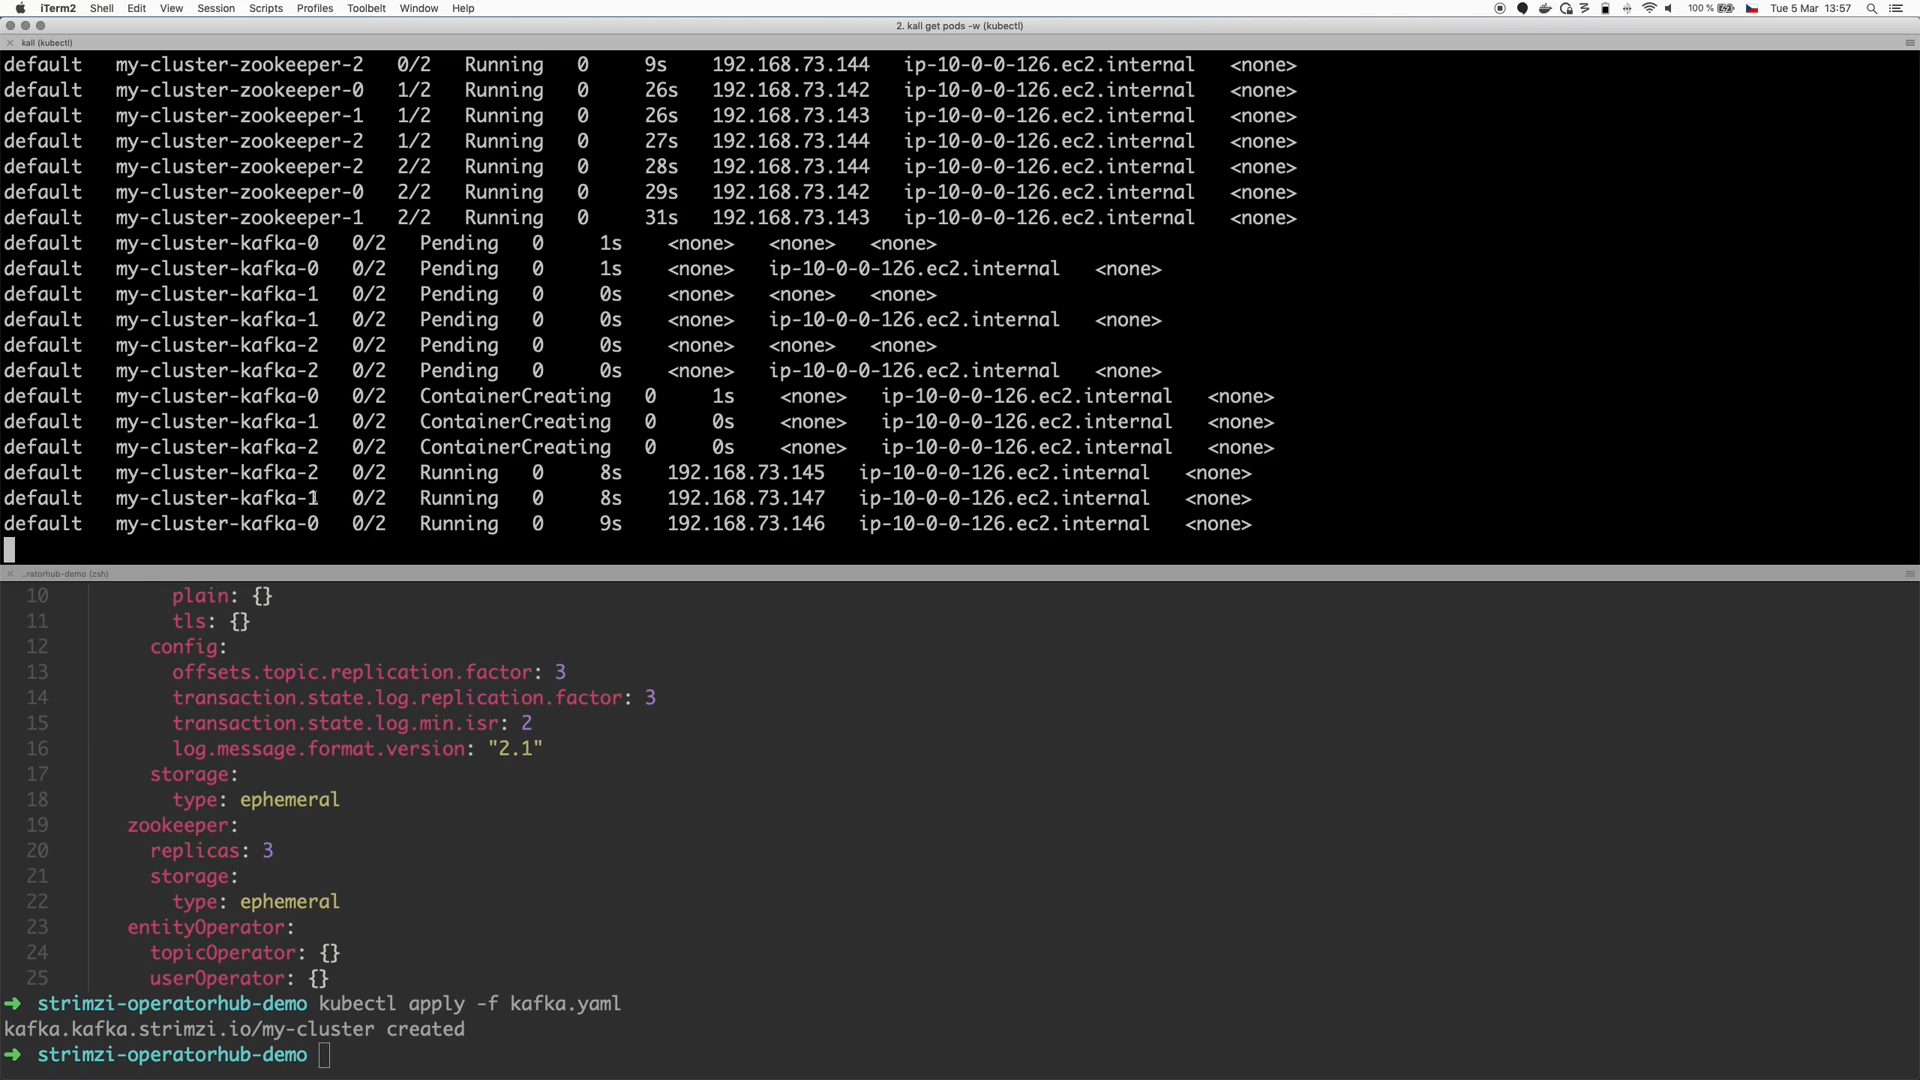 iTerm2 Shell Edit View Session Scripts Profiles Toolbelt Window Help 100 % Tue 5 Mar 13:57
2. kall get pods -w (kubectl)
kall (kubectl)
default my-cluster-zookeeper-2 0/2 Running 0 9s 192.168.73.144 ip-10-0-0-126.ec2.internal <none>
default my-cluster-zookeeper-0 1/2 Running 0 26s 192.168.73.142 ip-10-0-0-126.ec2.internal <none>
default my-cluster-zookeeper-1 1/2 Running 0 26s 192.168.73.143 ip-10-0-0-126.ec2.internal <none>
default my-cluster-zookeeper-2 1/2 Running 0 27s 192.168.73.144 ip-10-0-0-126.ec2.internal <none>
default my-cluster-zookeeper-2 2/2 Running 0 28s 192.168.73.144 ip-10-0-0-126.ec2.internal <none>
default my-cluster-zookeeper-0 2/2 Running 0 29s 192.168.73.142 ip-10-0-0-126.ec2.internal <none>
default my-cluster-zookeeper-1 2/2 Running 0 31s 192.168.73.143 ip-10-0-0-126.ec2.internal <none>
default my-cluster-kafka-0 0/2 Pending 0 1s <none> <none> <none>
default my-cluster-kafka-0 0/2 Pending 0 1s <none> ip-10-0-0-126.ec2.internal <none>
default my-cluster-kafka-1 0/2 Pending 0 0s <none> <none> <none>
default my-cluster-kafka-1 0/2 Pending 0 0s <none> ip-10-0-0-126.ec2.internal <none>
default my-cluster-kafka-2 0/2 Pending 0 0s <none> <none> <none>
default my-cluster-kafka-2 0/2 Pending 0 0s <none> ip-10-0-0-126.ec2.internal <none>
default my-cluster-kafka-0 0/2 ContainerCreating 0 1s <none> ip-10-0-0-126.ec2.internal <none>
default my-cluster-kafka-1 0/2 ContainerCreating 0 0s <none> ip-10-0-0-126.ec2.internal <none>
default my-cluster-kafka-2 0/2 ContainerCreating 0 0s <none> ip-10-0-0-126.ec2.internal <none>
default my-cluster-kafka-2 0/2 Running 0 8s 192.168.73.145 ip-10-0-0-126.ec2.internal <none>
default my-cluster-kafka-1 0/2 Running 0 8s 192.168.73.147 ip-10-0-0-126.ec2.internal <none>
default my-cluster-kafka-0 0/2 Running 0 9s 192.168.73.146 ip-10-0-0-126.ec2.internal <none>
..ratorhub-demo (zsh)
10 plain: {}
11 tls: {}
12 config:
13 offsets.topic.replication.factor: 3
14 transaction.state.log.replication.factor: 3
15 transaction.state.log.min.isr: 2
16 log.message.format.version: "2.1"
17 storage:
18 type: ephemeral
19 zookeeper:
20 replicas: 3
21 storage:
22 type: ephemeral
23 entityOperator:
24 topicOperator: {}
25 userOperator: {}
➜ strimzi-operatorhub-demo kubectl apply -f kafka.yaml
kafka.kafka.strimzi.io/my-cluster created
➜ strimzi-operatorhub-demo